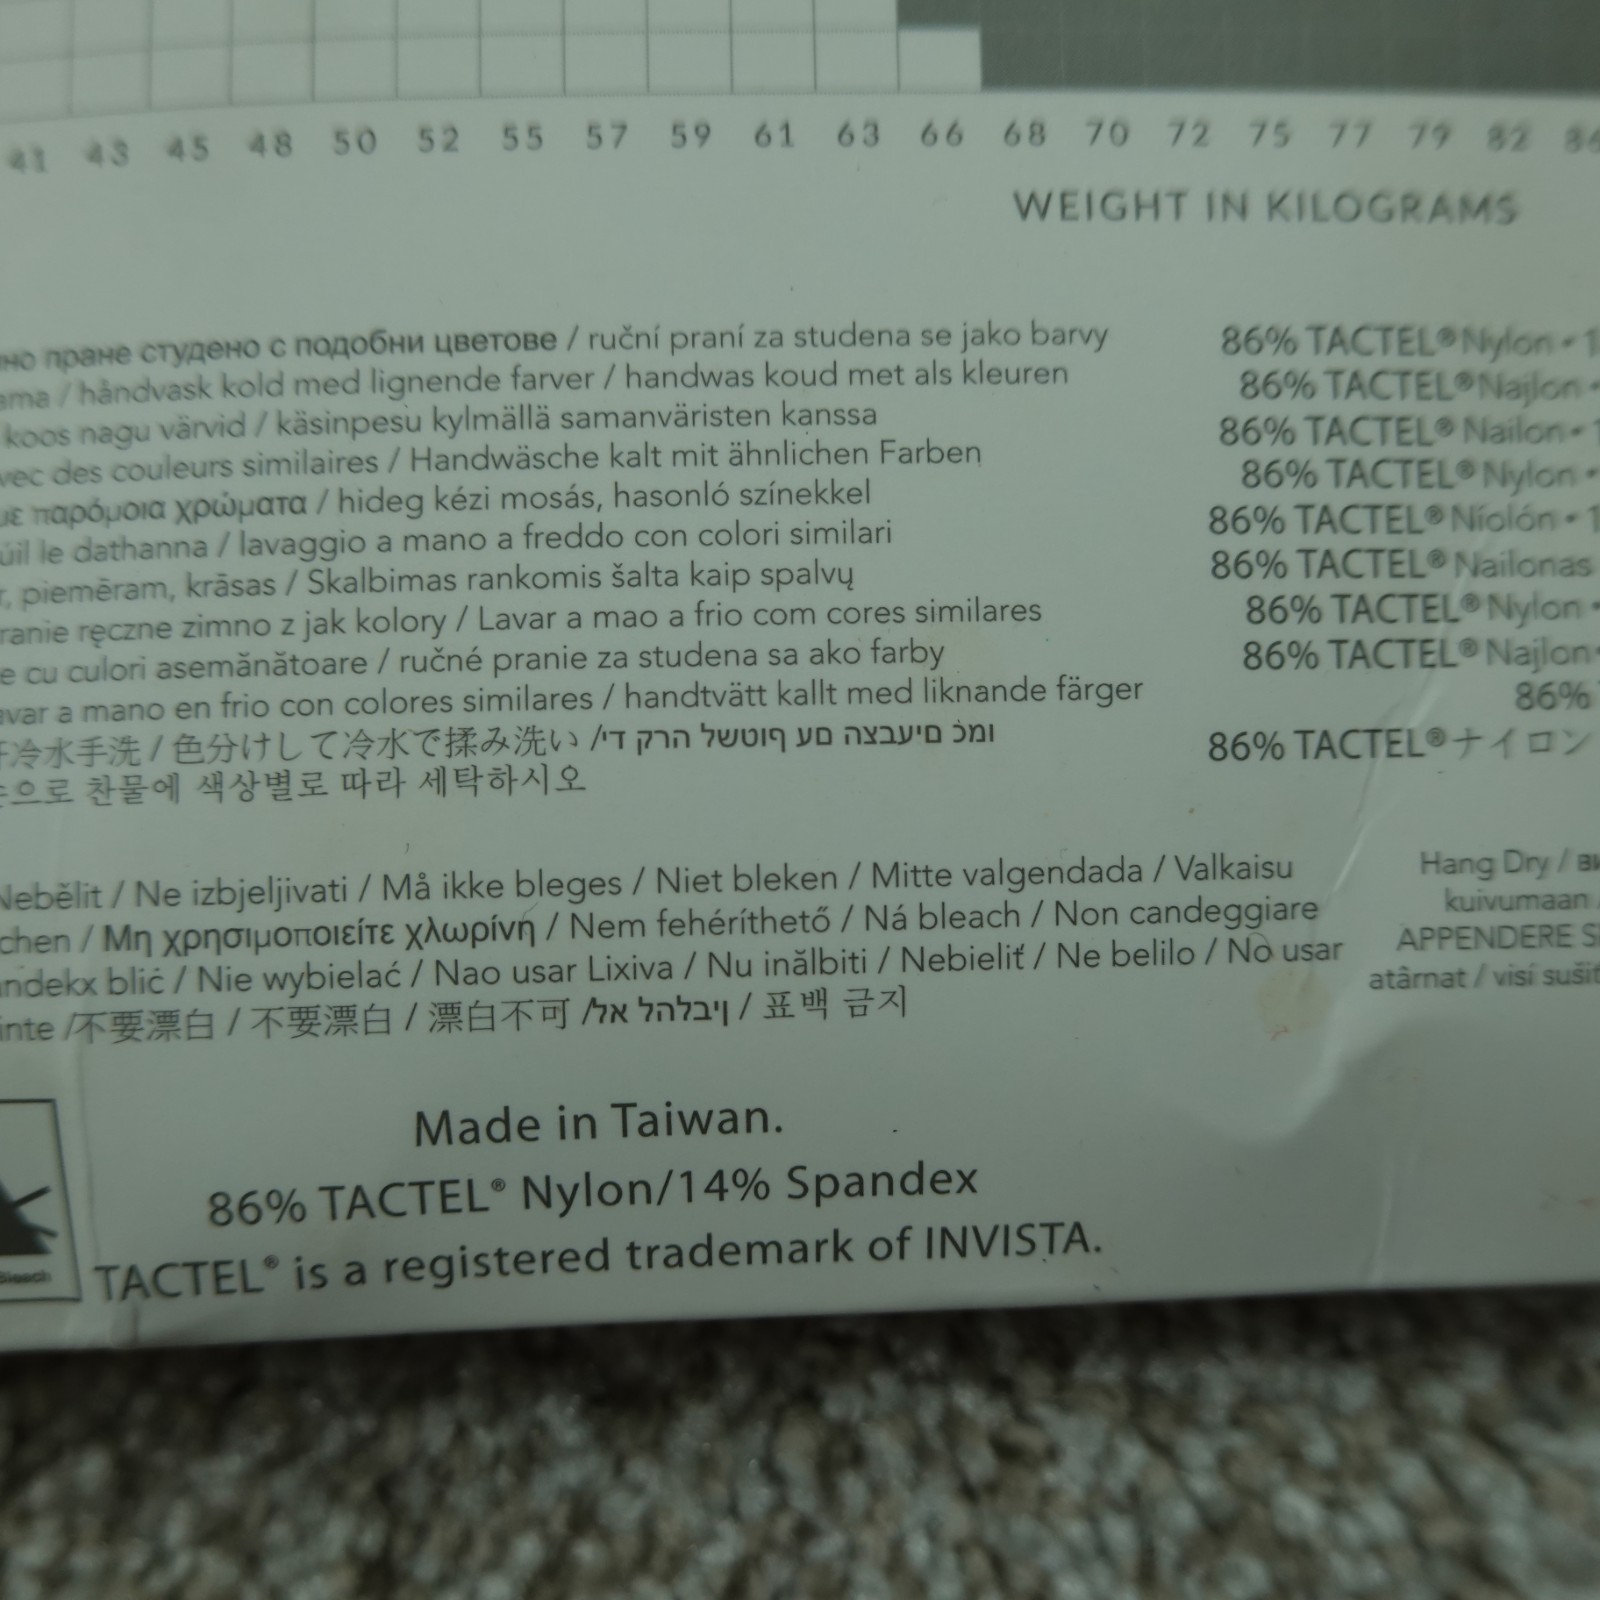 41 43 45 48 50 52 55 57 59 61 63 66 68 70 72 75 77 79 82 86
WEIGHT IN KILOGRAMS
пране студено с подобни цветове / ruční praní za studena se jako barvy
/ håndvask kold med lignende farver / handwas koud met als kleuren
koos nagu värvid / käsinpesu kylmällä samanväristen kanssa
des couleurs similaires / Handwäsche kalt mit ähnlichen Farben
με παρόμοια χρώματα / hideg kézi mosás, hasonló színekkel
le dathanna / lavaggio a mano a freddo con colori similari
piemēram, krāsas / Skalbimas rankomis šalta kaip spalvų
ręczne zimno z jak kolory / Lavar a mao a frio com cores similares
cu culori asemănătoare / ručné pranie za studena sa ako farby
a mano en frio con colores similares / handtvätt kallt med liknande färger
冷水手洗 / 色分けして冷水で揉み洗い /ומכ םיעבצה םע ףוטשל הרק די
으로 찬물에 색상별로 따라 세탁하시오
86% TACTEL® Nylon •
86% TACTEL® Najlon •
86% TACTEL® Nailon •
86% TACTEL® Nylon •
86% TACTEL® Níolón •
86% TACTEL® Nailonas
86% TACTEL® Nylon •
86% TACTEL® Najlon •
86%
86% TACTEL® ナイロン
Nebělit / Ne izbjeljivati / Må ikke bleges / Niet bleken / Mitte valgendada / Valkaisu
/ Μη χρησιμοποιείτε χλωρίνη / Nem fehéríthető / Ná bleach / Non candeggiare
blić / Nie wybielać / Nao usar Lixiva / Nu inălbiti / Nebieliť / Ne belilo / No usar
/不要漂白 / 不要漂白 / 漂白不可 /ןיבלהל אל / 표백 금지
Hang Dry /
kuivumaan
APPENDERE
atârnat / visí
Bleach
Made in Taiwan.
86% TACTEL® Nylon/14% Spandex
TACTEL® is a registered trademark of INVISTA.